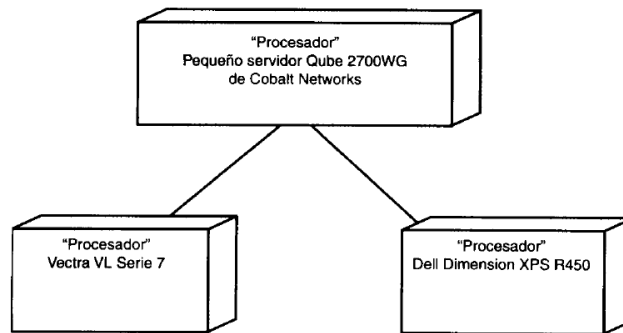 “Procesador”
Pequeño servidor Qube 2700WG
de Cobalt Networks
“Procesador”
Vectra VL Serie 7
“Procesador”
Dell Dimension XPS R450